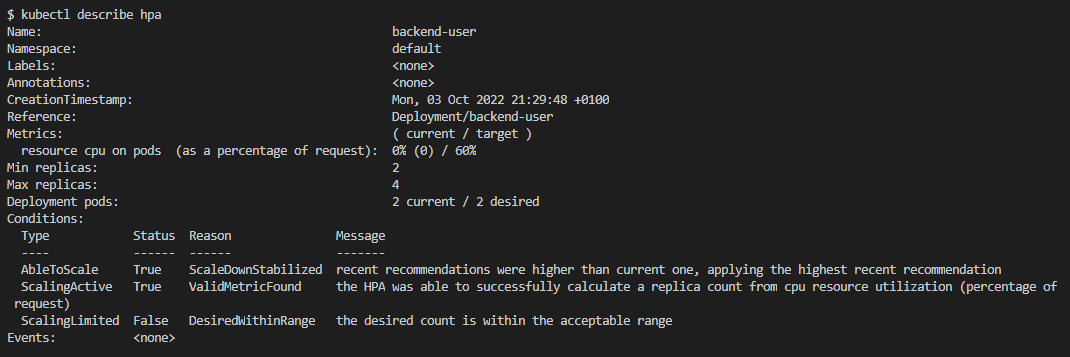 $ kubectl describe hpa
Name:                                                  backend-user
Namespace:                                             default
Labels:                                                <none>
Annotations:                                           <none>
CreationTimestamp:                                     Mon, 03 Oct 2022 21:29:48 +0100
Reference:                                             Deployment/backend-user
Metrics:                                               ( current / target )
  resource cpu on pods  (as a percentage of request):  0% (0) / 60%
Min replicas:                                          2
Max replicas:                                          4
Deployment pods:                                       2 current / 2 desired
Conditions:
  Type            Status  Reason               Message
  ----            ------  ------               -------
  AbleToScale     True    ScaleDownStabilized  recent recommendations were higher than current one, applying the highest recent recommendation
  ScalingActive   True    ValidMetricFound     the HPA was able to successfully calculate a replica count from cpu resource utilization (percentage of
 request)
  ScalingLimited  False   DesiredWithinRange   the desired count is within the acceptable range
Events:           <none>